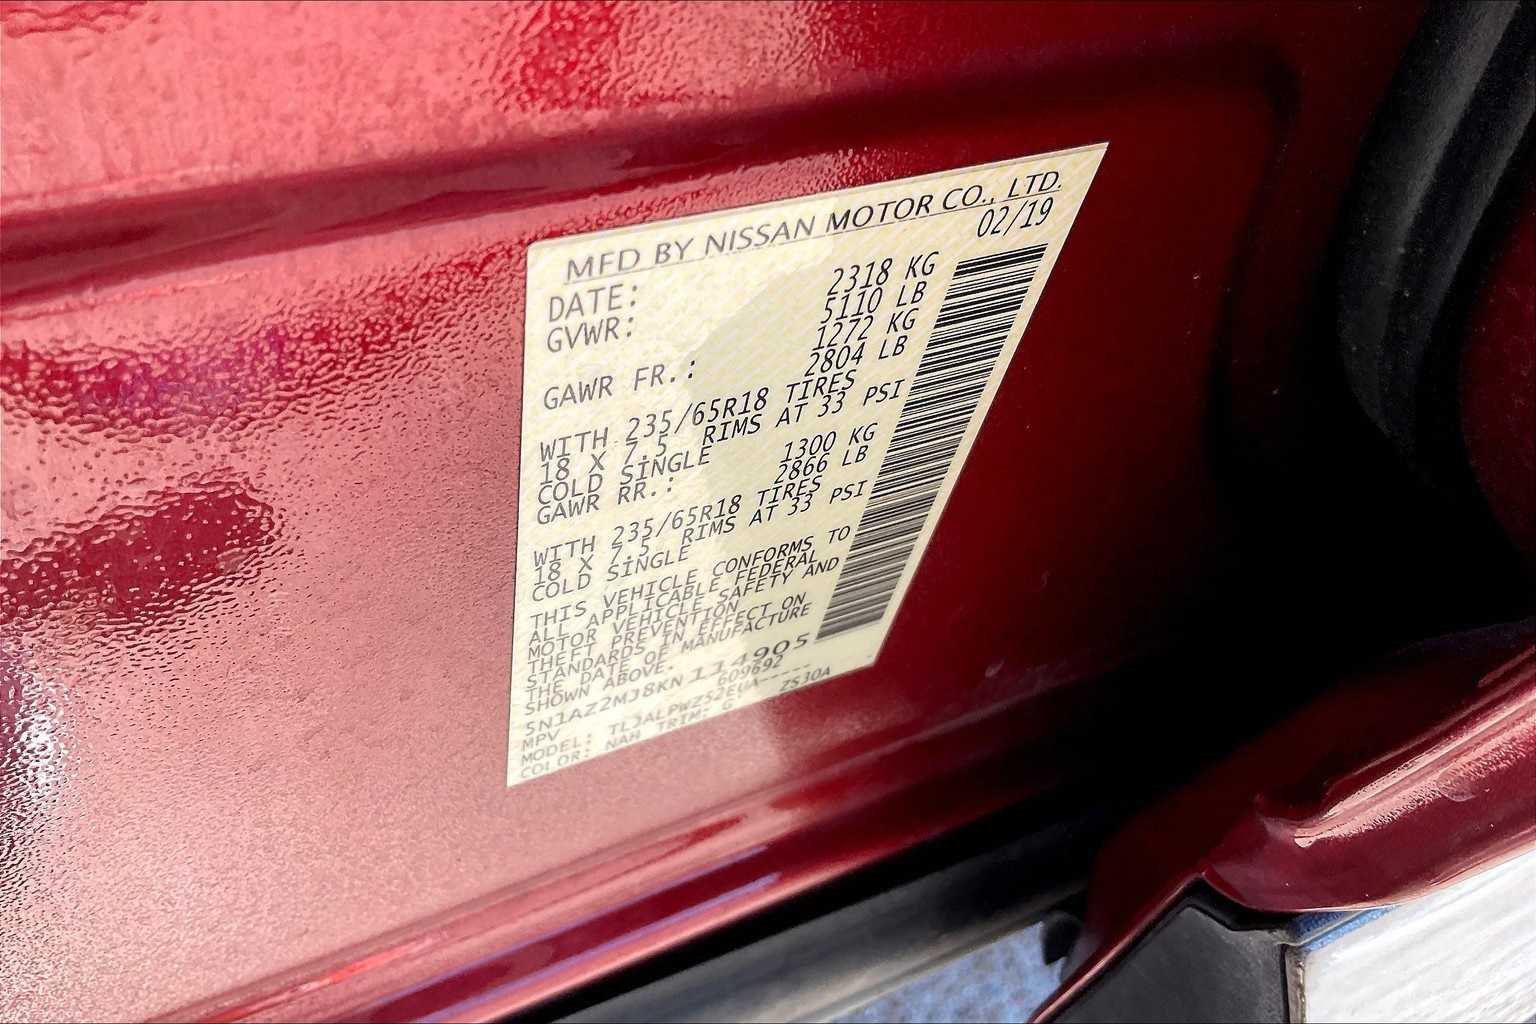 MFD BY NISSAN MOTOR CO., LTD.
DATE: 02/19
GVWR: 2318 KG
5110 LB
GAWR FR.: 1272 KG
2804 LB
WITH 235/65R18 TIRES
18 X 7.5 RIMS AT 33 PSI
COLD SINGLE
GAWR RR.: 1300 KG
2866 LB
WITH 235/65R18 TIRES
18 X 7.5 RIMS AT 33 PSI
COLD SINGLE
THIS VEHICLE CONFORMS TO
ALL APPLICABLE FEDERAL
MOTOR VEHICLE SAFETY AND
THEFT PREVENTION
STANDARDS IN EFFECT ON
THE DATE OF MANUFACTURE
SHOWN ABOVE.
5N1AZ2MJ8KN114905
MPV 609692
MODEL: TLJALPWZ52EUA-----
COLOR: NAH TRIM: G ZS30A